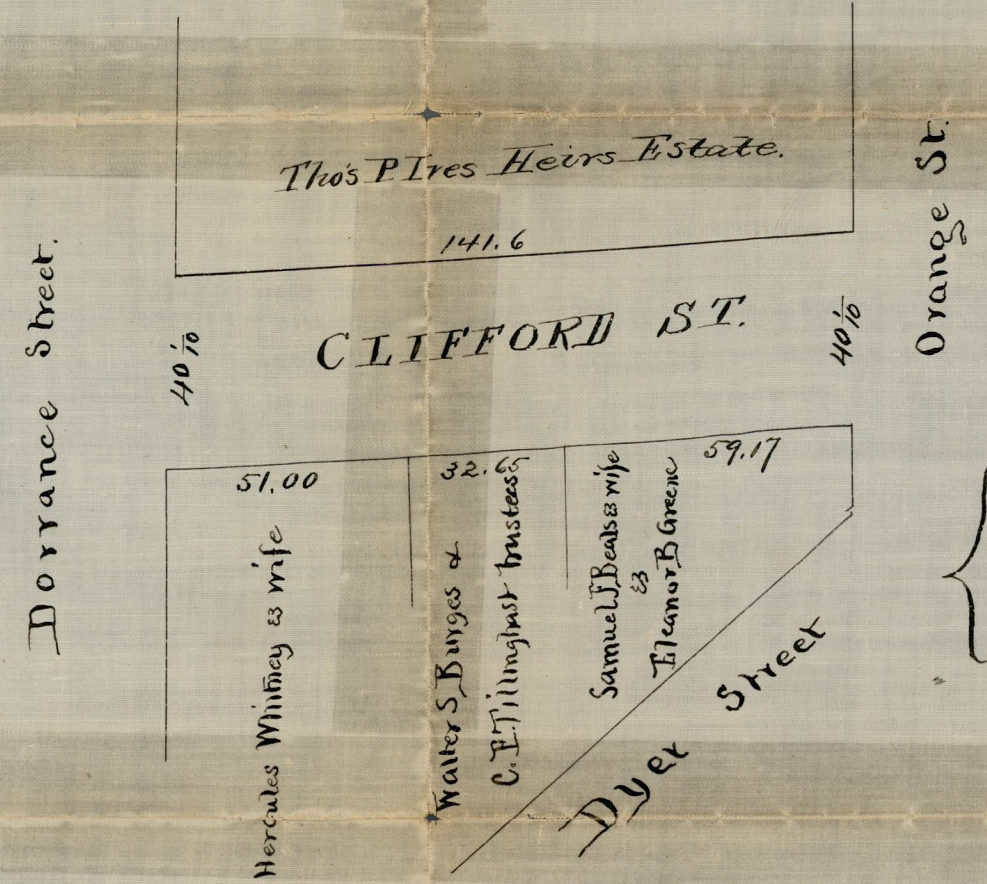 Tho's P Ives Heirs Estate.
141.6
Dorrance Street.
Orange St.
40 1/10
CLIFFORD ST.
40 1/10
51.00
32.65
59.17
Hercules Whitney & wife
Walter S. Burges &
C. E. Tillinghast trustees
Samuel F. Beals & wife
&
Eleanor B Greene
Dyer Street